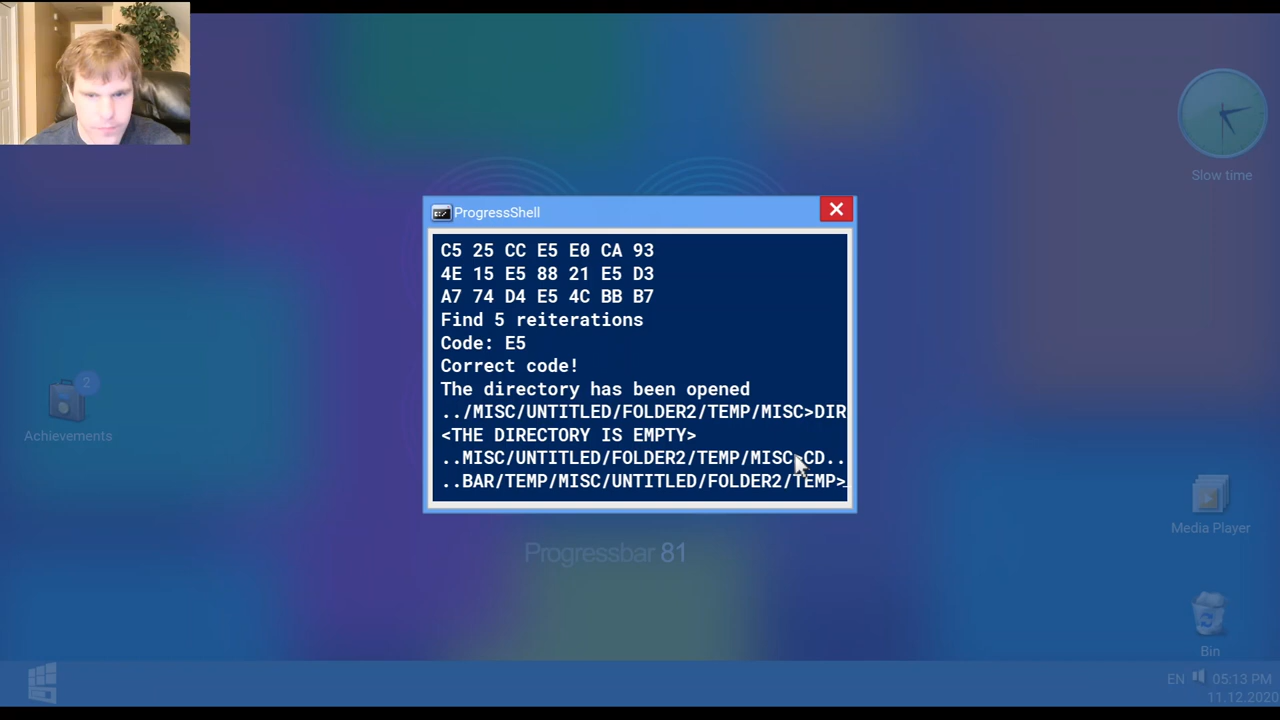 ProgressShell
C5 25 CC E5 E0 CA 93
4E 15 E5 88 21 E5 D3
A7 74 D4 E5 4C BB B7
Find 5 reiterations
Code: E5
Correct code!
The directory has been opened
../MISC/UNTITLED/FOLDER2/TEMP/MISC>DIR
<THE DIRECTORY IS EMPTY>
..MISC/UNTITLED/FOLDER2/TEMP/MISC>CD..
..BAR/TEMP/MISC/UNTITLED/FOLDER2/TEMP>_
Slow time
2
Achievements
Progressbar 81
Media Player
Bin
EN 05:13 PM
11.12.2020